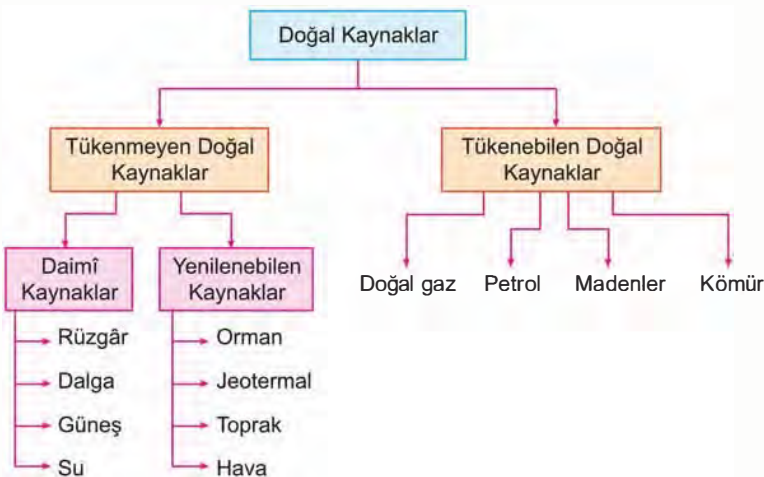 Doğal Kaynaklar
Tükenmeyen Doğal
Kaynaklar
Tükenebilen Doğal
Kaynaklar
Daimî
Kaynaklar
Yenilenebilen
Kaynaklar
Doğal gaz
Petrol
Madenler
Kömür
Rüzgâr
Dalga
Güneş
Su
Orman
Jeotermal
Toprak
Hava